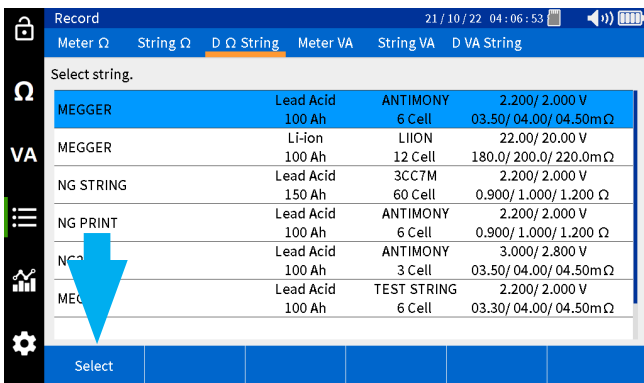 Record 21/10/22 04:06:53
Meter Ω String Ω D Ω String Meter VA String VA D VA String
Select string.
MEGGER Lead Acid ANTIMONY 2.200/ 2.000 V
100 Ah 6 Cell 03.50/ 04.00/ 04.50mΩ
MEGGER Li-ion LIION 22.00/ 20.00 V
100 Ah 12 Cell 180.0/ 200.0/ 220.0mΩ
NG STRING Lead Acid 3CC7M 2.200/ 2.000 V
150 Ah 60 Cell 0.900/ 1.000/ 1.200 Ω
NG PRINT Lead Acid ANTIMONY 2.200/ 2.000 V
100 Ah 6 Cell 0.900/ 1.000/ 1.200 Ω
Lead Acid ANTIMONY 3.000/ 2.800 V
100 Ah 3 Cell 03.50/ 04.00/ 04.50mΩ
Lead Acid TEST STRING 2.200/ 2.000 V
100 Ah 6 Cell 03.30/ 04.00/ 04.50mΩ
Ω
VA
Select